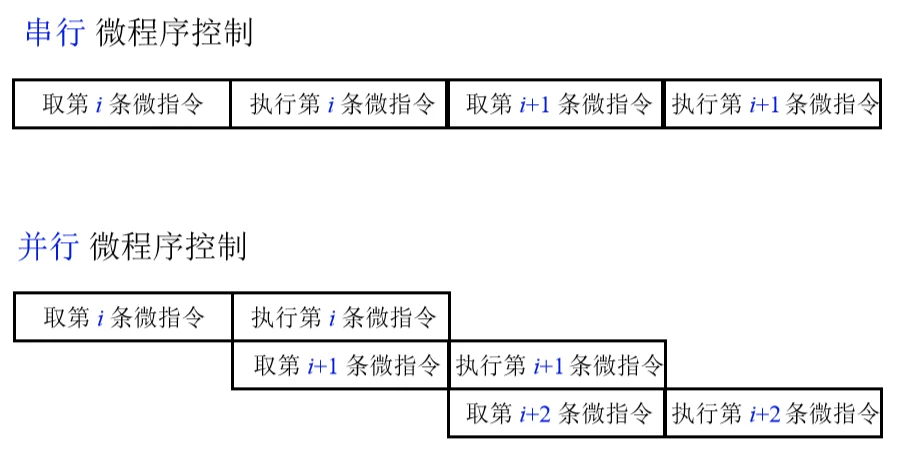 串行 微程序控制
取第 i 条微指令 执行第 i 条微指令 取第 i+1 条微指令 执行第 i+1 条微指令
并行 微程序控制
取第 i 条微指令 执行第 i 条微指令
取第 i+1 条微指令 执行第 i+1 条微指令
取第 i+2 条微指令 执行第 i+2 条微指令